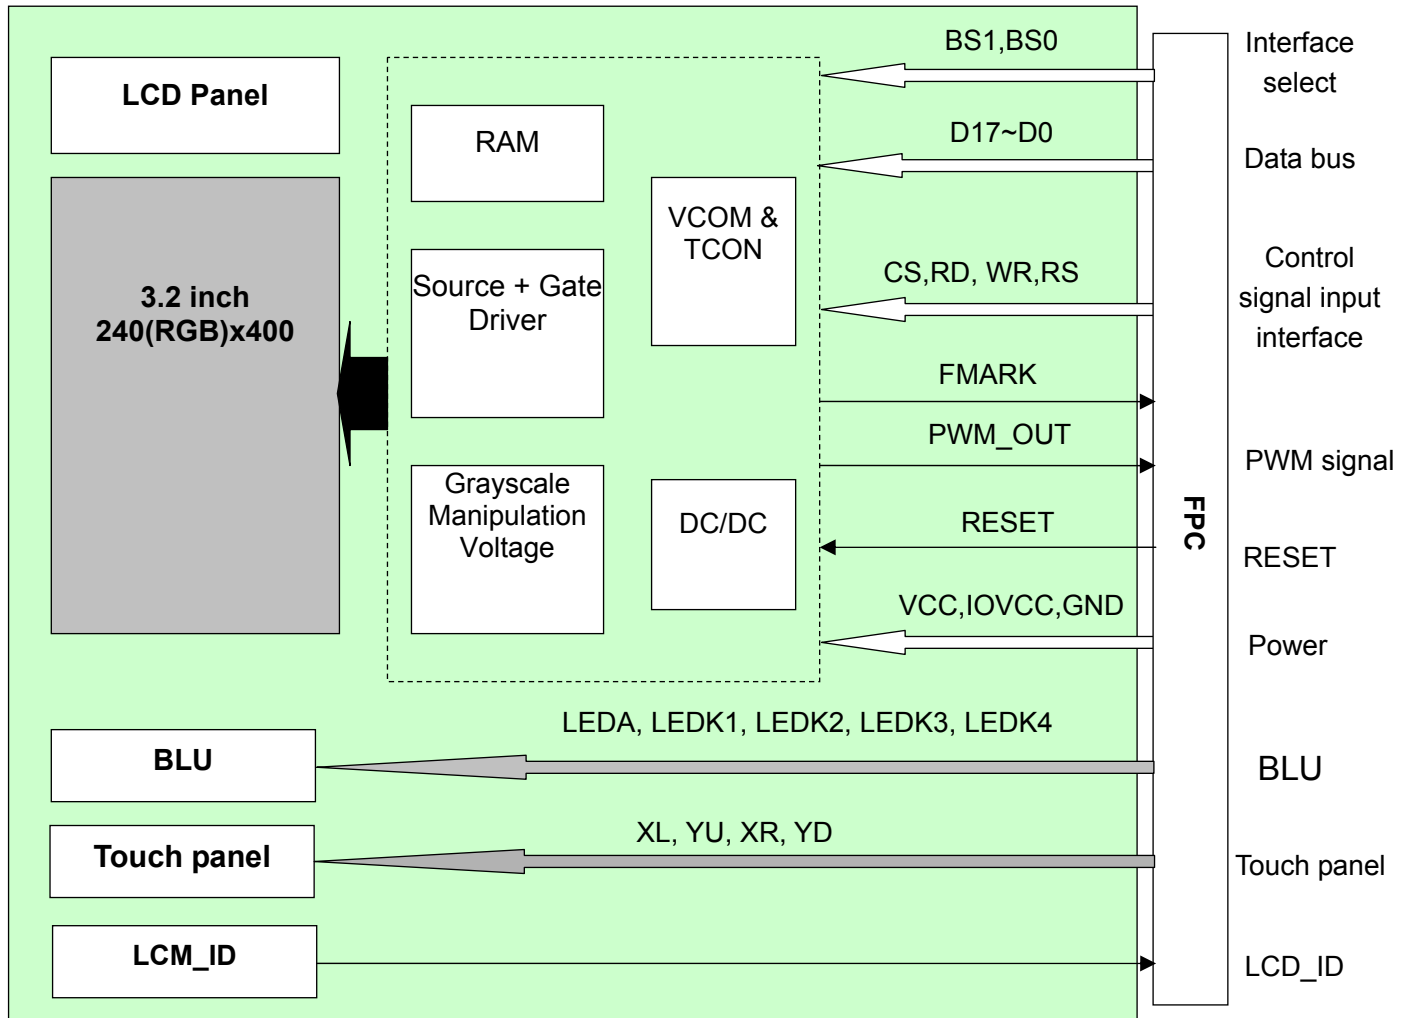 LCD Panel
3.2 inch
240(RGB)x400
RAM
Source + Gate
Driver
Grayscale
Manipulation
Voltage
VCOM &
TCON
DC/DC
BS1,BS0
D17~D0
CS,RD, WR,RS
FMARK
PWM_OUT
RESET
VCC,IOVCC,GND
LEDA, LEDK1, LEDK2, LEDK3, LEDK4
BLU
XL, YU, XR, YD
Touch panel
LCM_ID
FPC
Interface
select
Data bus
Control
signal input
interface
PWM signal
RESET
Power
BLU
Touch panel
LCD_ID